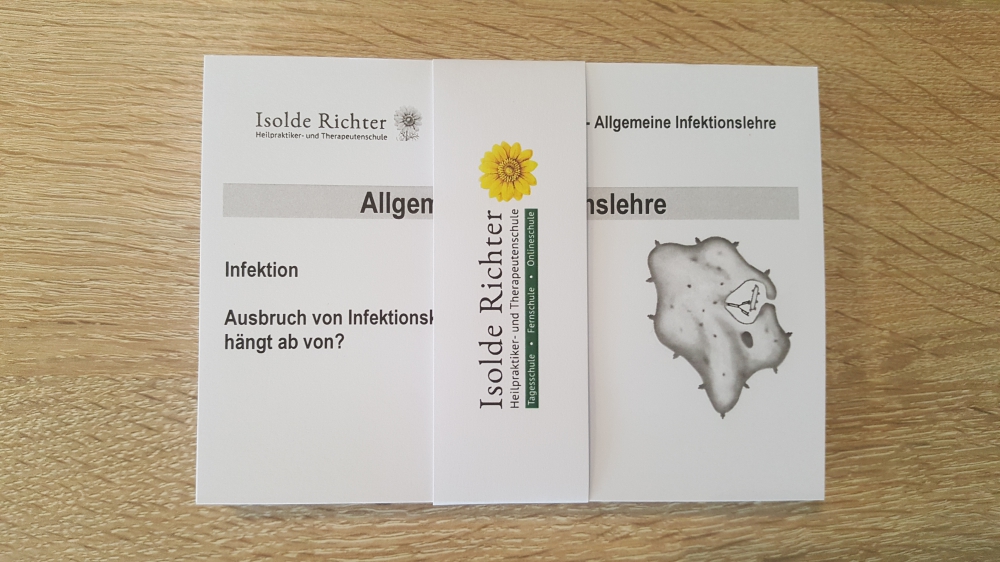 Isolde Richter
Heilpraktiker- und Therapeutenschule
- Allgemeine Infektionslehre
Allgem
nslehre
Infektion
Ausbruch von Infektionsk
hängt ab von?
Isolde Richter
Heilpraktiker- und Therapeutenschule
Tagesschule • Fernschule • Onlineschule